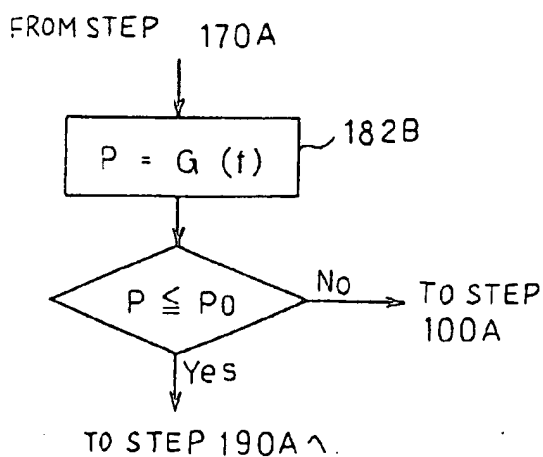 FROM STEP 170A
P = G (t)
182B
P ≦ P0
No
TO STEP
100A
Yes
TO STEP 190A